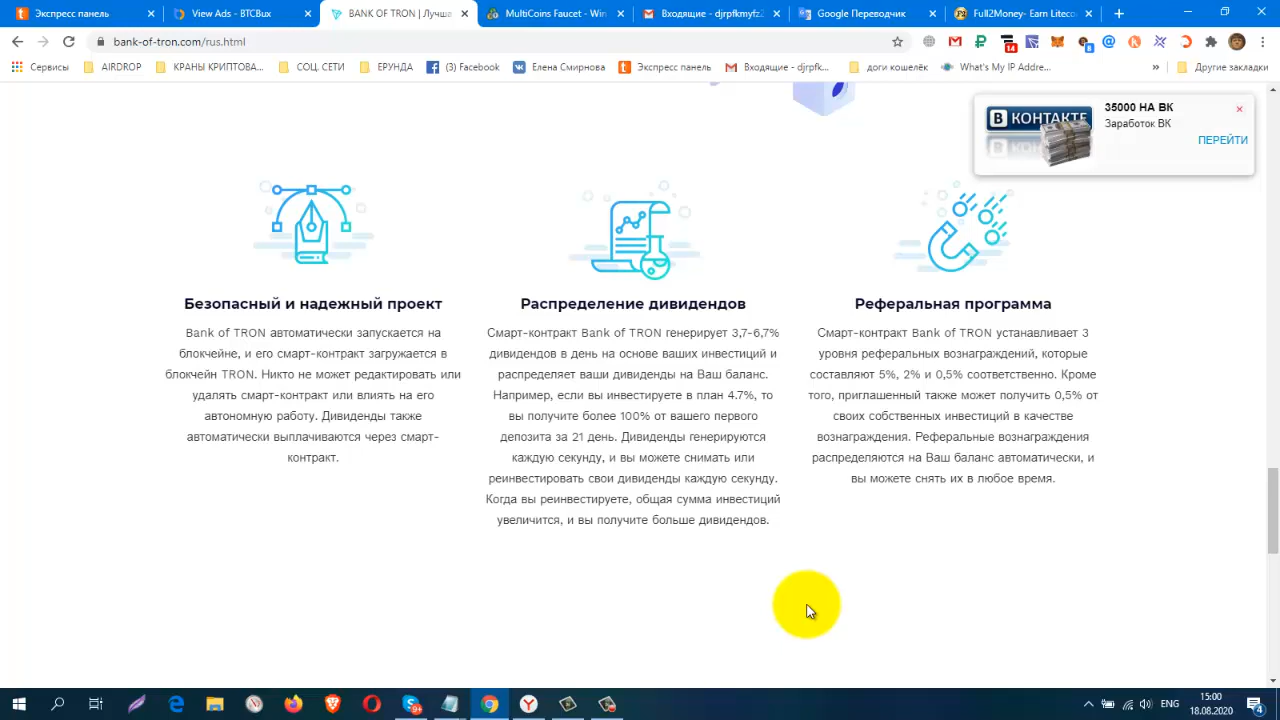 Экспресс панель
View Ads - BTCBux
BANK OF TRON | Лучша
MultiCoins Faucet - Win
Входящие - djrpfkmyfz2
Google Переводчик
Full2Money- Earn Litecc
bank-of-tron.com/rus.html
14
8
Сервисы
AIRDROP
КРАНЫ КРИПТОВА...
СОЦ. СЕТИ
ЕРУНДА
(3) Facebook
Елена Смирнова
Экспресс панель
Входящие - djrpfk...
доги кошелёк
What's My IP Addre...
»
Другие закладки
В КОНТАКТЕ
35000 НА ВК
Заработок ВК
ПЕРЕЙТИ
Безопасный и надежный проект
Bank of TRON автоматически запускается на
блокчейне, и его смарт-контракт загружается в
блокчейн TRON. Никто не может редактировать или
удалять смарт-контракт или влиять на его
автономную работу. Дивиденды также
автоматически выплачиваются через смарт-
контракт.
Распределение дивидендов
Смарт-контракт Bank of TRON генерирует 3,7-6,7%
дивидендов в день на основе ваших инвестиций и
распределяет ваши дивиденды на Ваш баланс.
Например, если вы инвестируете в план 4.7%, то
вы получите более 100% от вашего первого
депозита за 21 день. Дивиденды генерируются
каждую секунду, и вы можете снимать или
реинвестировать свои дивиденды каждую секунду.
Когда вы реинвестируете, общая сумма инвестиций
увеличится, и вы получите больше дивидендов.
Реферальная программа
Смарт-контракт Bank of TRON устанавливает 3
уровня реферальных вознаграждений, которые
составляют 5%, 2% и 0,5% соответственно. Кроме
того, приглашенный также может получить 0,5% от
своих собственных инвестиций в качестве
вознаграждения. Реферальные вознаграждения
распределяются на Ваш баланс автоматически, и
вы можете снять их в любое время.
9+
ENG
15:00
18.08.2020
4